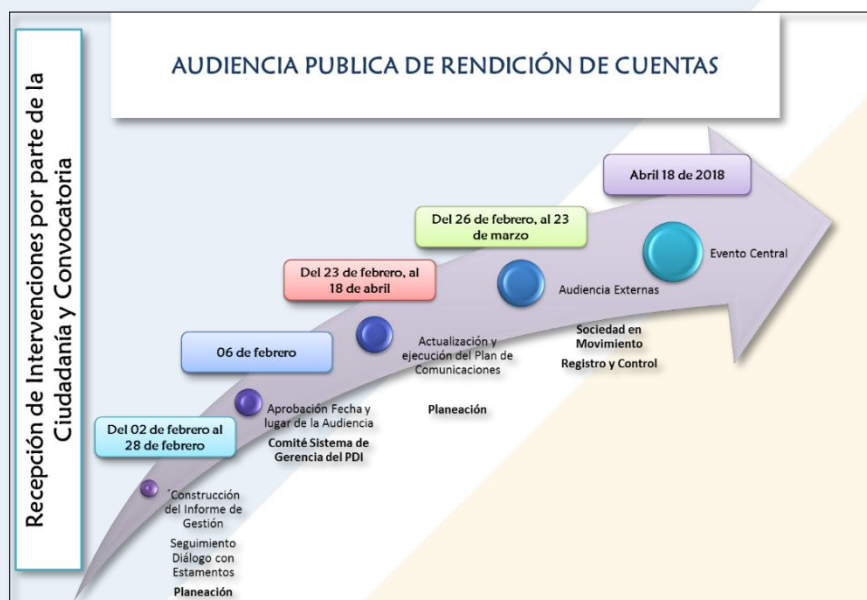 AUDIENCIA PUBLICA DE RENDICIÓN DE CUENTAS
Recepción de Intervenciones por parte de la
Ciudadanía y Convocatoria
Del 02 de febrero al
28 de febrero
´Construcción
del Informe de
Gestión
Seguimiento
Diálogo con
Estamentos
Planeación
06 de febrero
Aprobación Fecha y
lugar de la Audiencia
Comité Sistema de
Gerencia del PDI
Del 23 de febrero, al
18 de abril
Actualización y
ejecución del Plan de
Comunicaciones
Planeación
Del 26 de febrero, al 23
de marzo
Audiencia Externas
Sociedad en
Movimiento
Registro y Control
Abril 18 de 2018
Evento Central